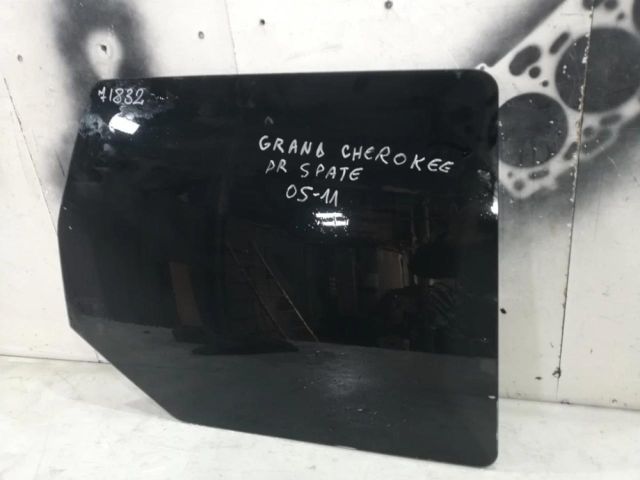 71832
GRAND CHEROKEE
DR SPATE
05-11